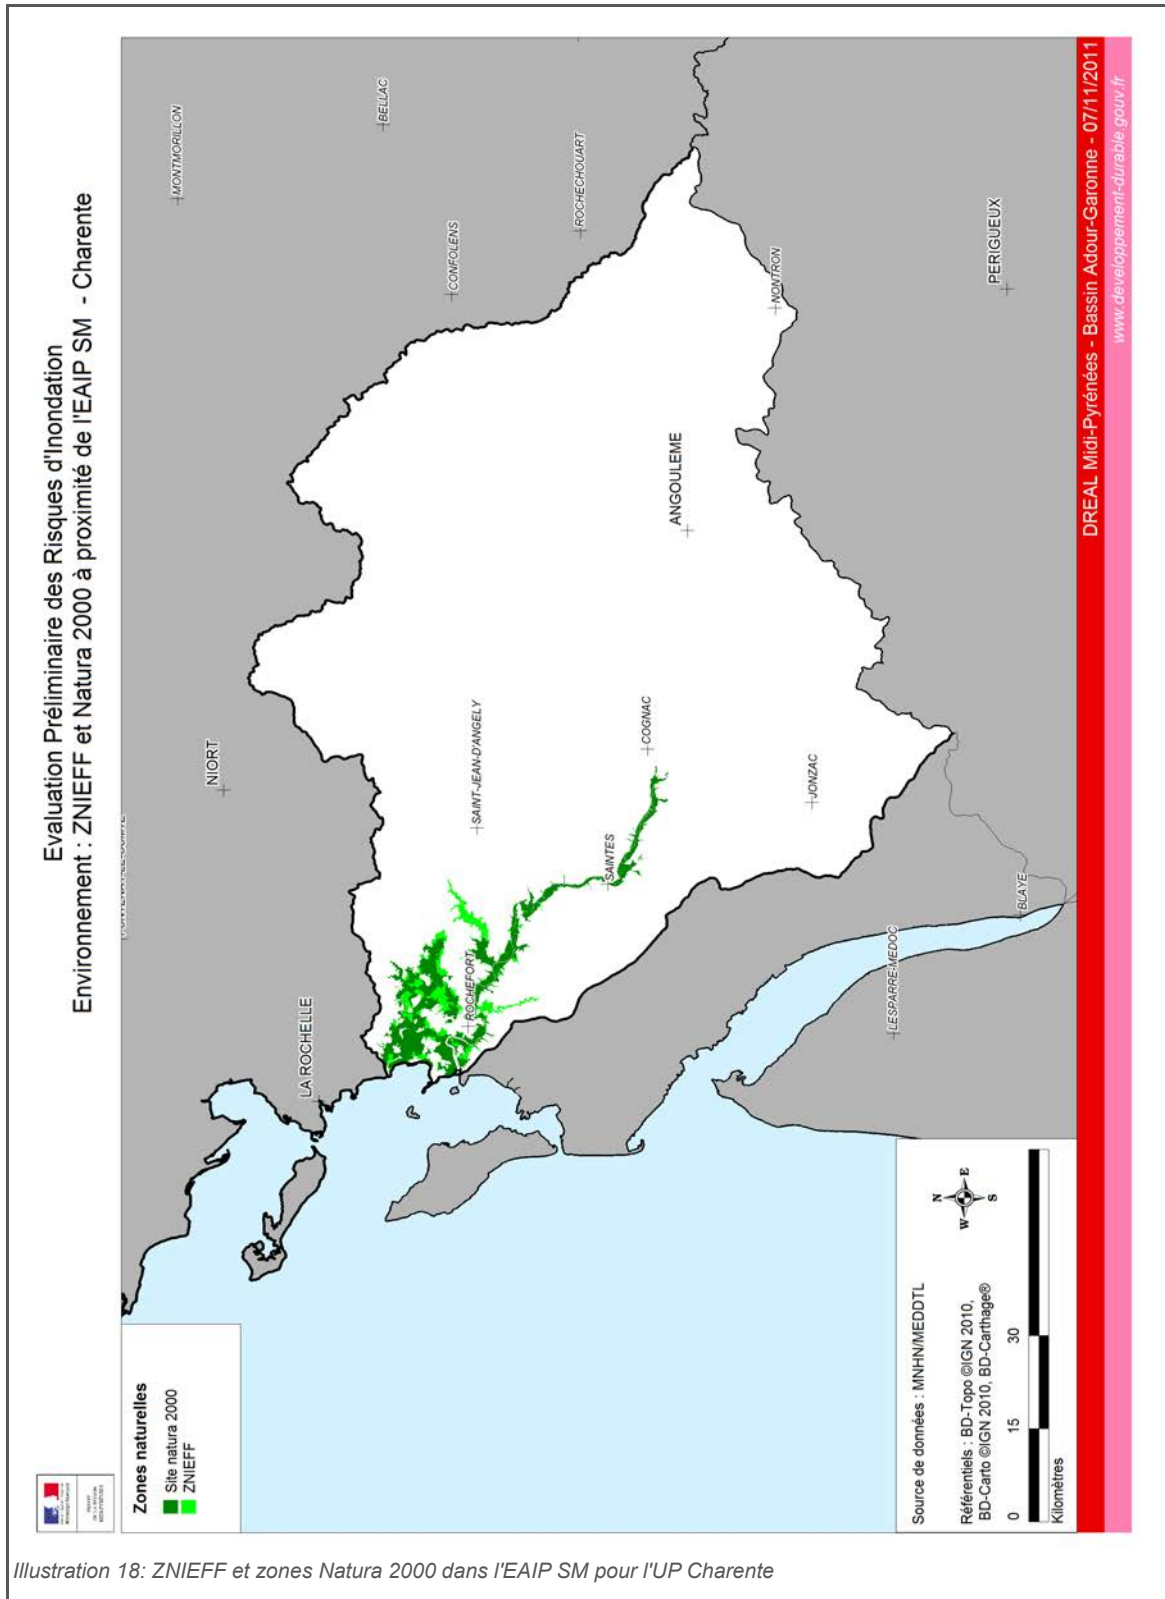 Evaluation Préliminaire des Risques d'Inondation
Environnement : ZNIEFF et Natura 2000 à proximité de l'EAIP SM - Charente
Zones naturelles
Site natura 2000
ZNIEFF
MONTMORILLON
BELLAC
NIORT
CONFOLENS
LA ROCHELLE
ROCHECHOUART
SAINT-JEAN-D'ANGELY
ROCHEFORT
SAINTES
COGNAC
ANGOULEME
NONTRON
JONZAC
PERIGUEUX
LESPARRE-MEDOC
BLAYE
N
W
E
S
Source de données : MNHN/MEDDTL
Référentiels : BD-Topo ©IGN 2010,
BD-Carto ©IGN 2010, BD-Carthage®
0 15 30
Kilomètres
DREAL Midi-Pyrénées - Bassin Adour-Garonne - 07/11/2011
www.developpement-durable.gouv.fr
Illustration 18: ZNIEFF et zones Natura 2000 dans l'EAIP SM pour l'UP Charente